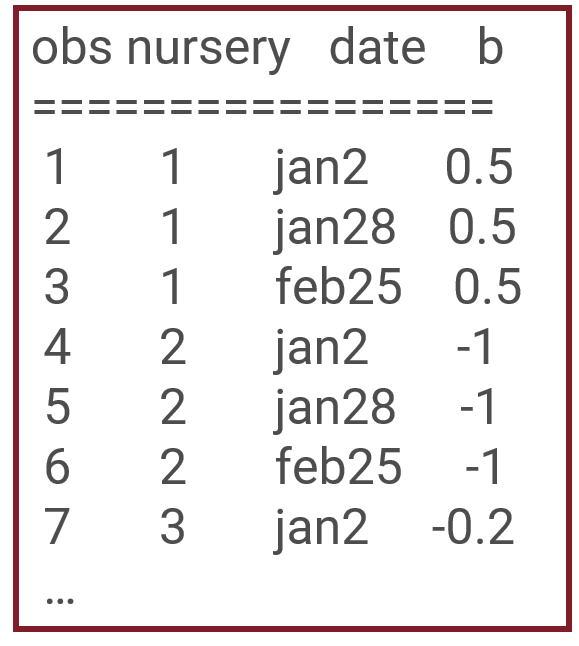 obs nursery date b
=================
1 1 jan2 0.5
2 1 jan28 0.5
3 1 feb25 0.5
4 2 jan2 -1
5 2 jan28 -1
6 2 feb25 -1
7 3 jan2 -0.2
...